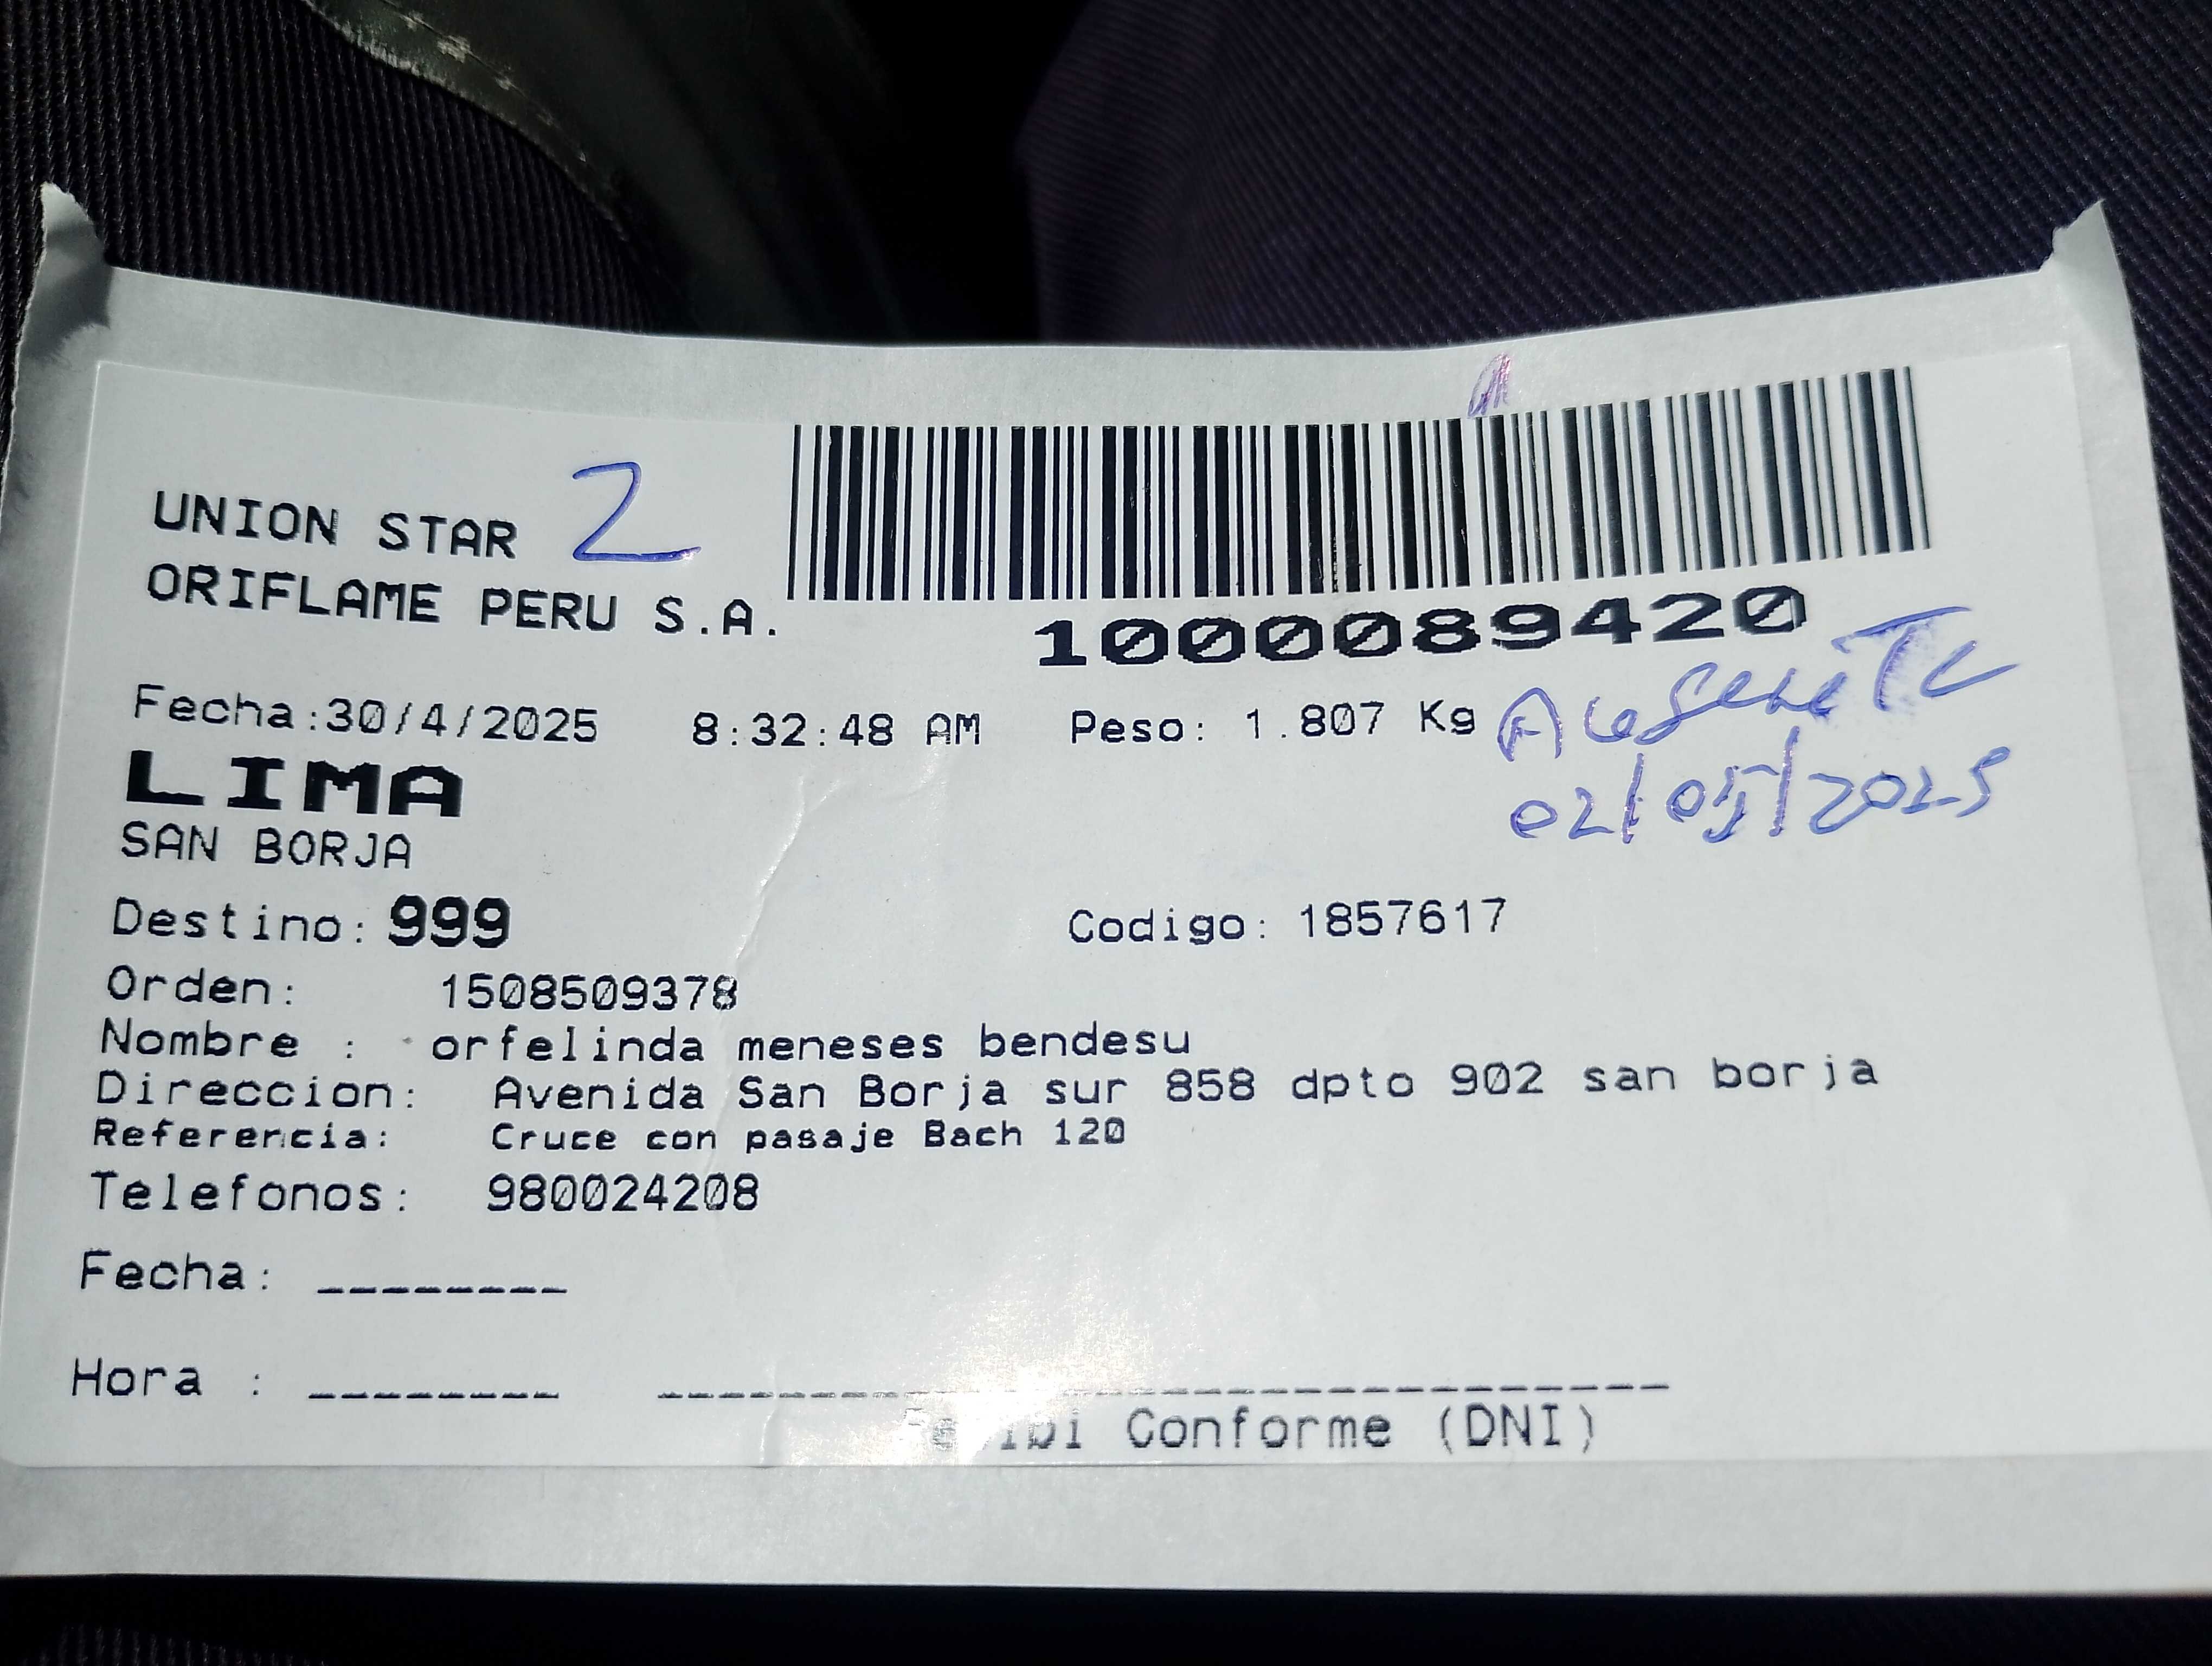 UNION STAR 2
ORIFLAME PERU S.A.
1000089420
Fecha:30/4/2025 8:32:48 AM Peso: 1.807 Kg
Ausente
02/05/2025
LIMA
SAN BORJA
Destino: 999 Codigo: 1857617
Orden: 1508509378
Nombre : orfelinda meneses bendesu
Direccion: Avenida San Borja sur 858 dpto 902 san borja
Referencia: Cruce con pasaje Bach 120
Telefonos: 980024208
Fecha: ________
Hora : ________
Recibi Conforme (DNI)